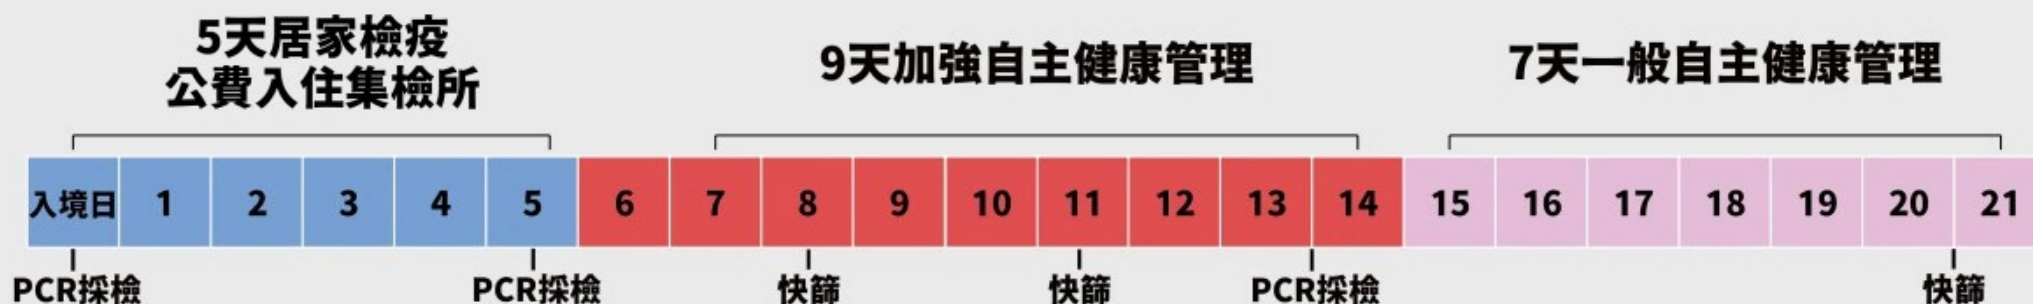 5天居家檢疫
公費入住集檢所
9天加強自主健康管理
7天一般自主健康管理
入境日 1 2 3 4 5 6 7 8 9 10 11 12 13 14 15 16 17 18 19 20 21
PCR採檢 PCR採檢 快篩 快篩 PCR採檢 快篩